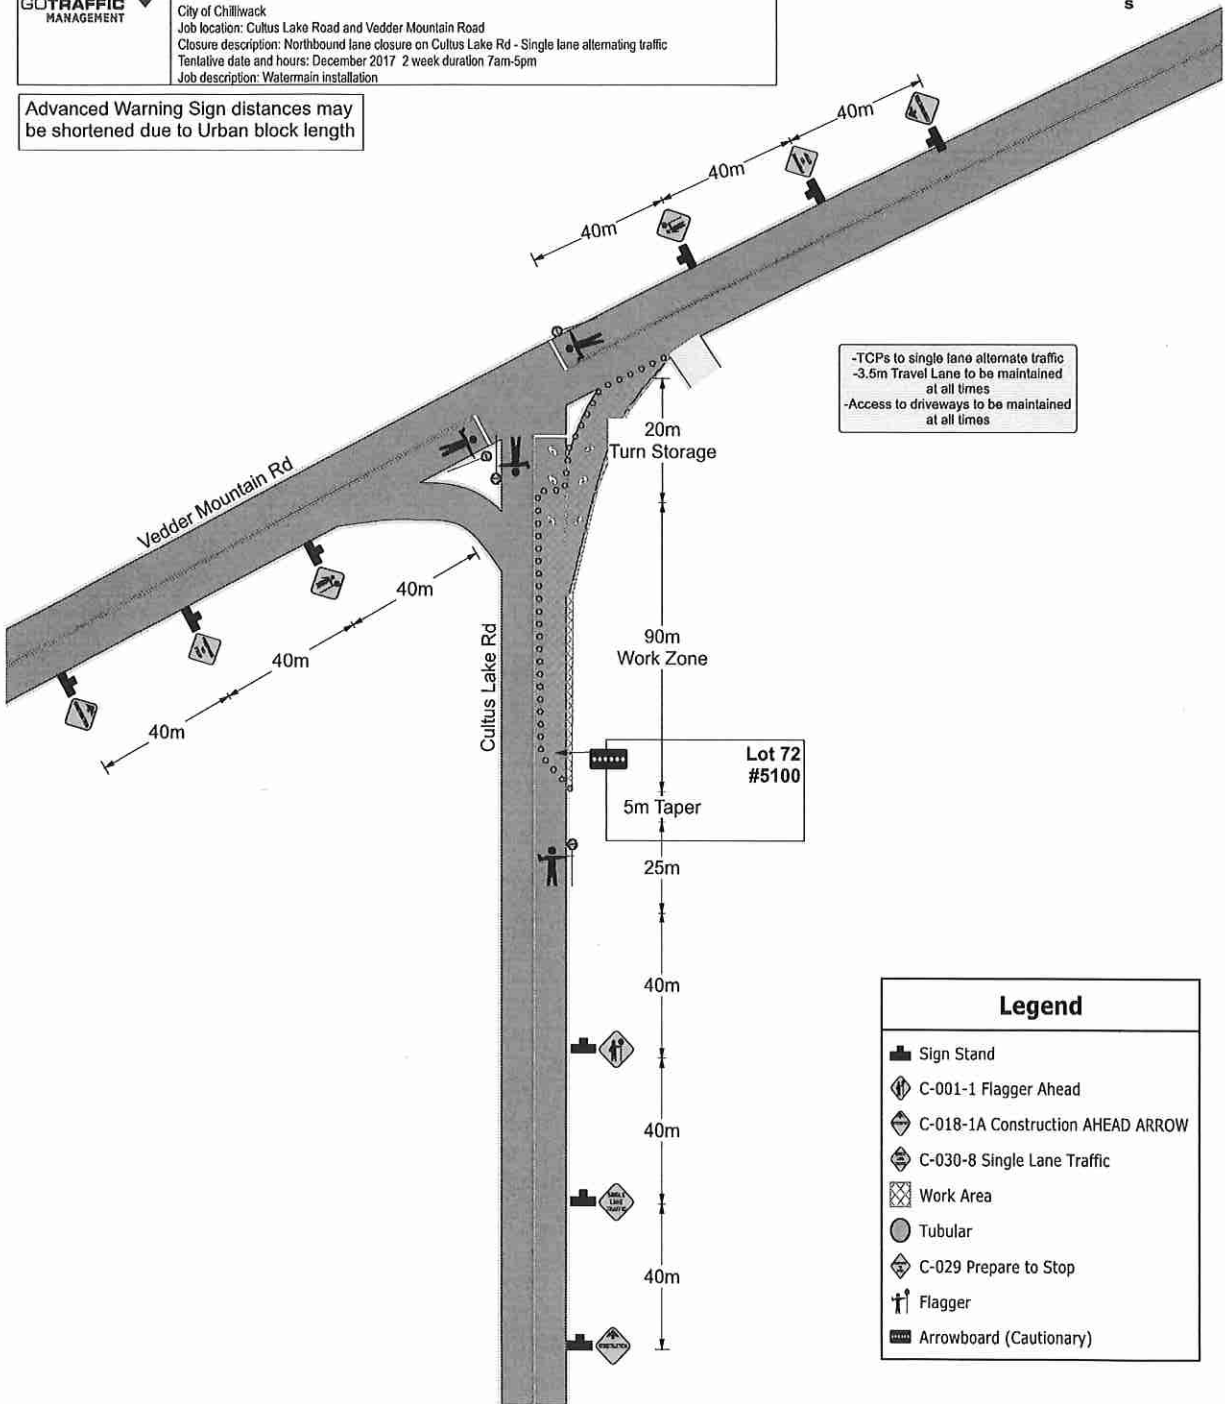 GOTRAFFIC
MANAGEMENT
City of Chilliwack
Job location: Cultus Lake Road and Vedder Mountain Road
Closure description: Northbound lane closure on Cultus Lake Rd - Single lane alternating traffic
Tentative date and hours: December 2017 2 week duration 7am-5pm
Job description: Watermain installation
S
Advanced Warning Sign distances may
be shortened due to Urban block length
40m
40m
40m
-TCPs to single lane alternate traffic
-3.5m Travel Lane to be maintained
at all times
-Access to driveways to be maintained
at all times
20m
Turn Storage
Vedder Mountain Rd
40m
40m
40m
Cultus Lake Rd
90m
Work Zone
Lot 72
#5100
5m Taper
25m
40m
40m
SINGLE
LANE
TRAFFIC
40m
CONSTRUCTION
Legend
Sign Stand
C-001-1 Flagger Ahead
C-018-1A Construction AHEAD ARROW
C-030-8 Single Lane Traffic
Work Area
Tubular
C-029 Prepare to Stop
Flagger
Arrowboard (Cautionary)